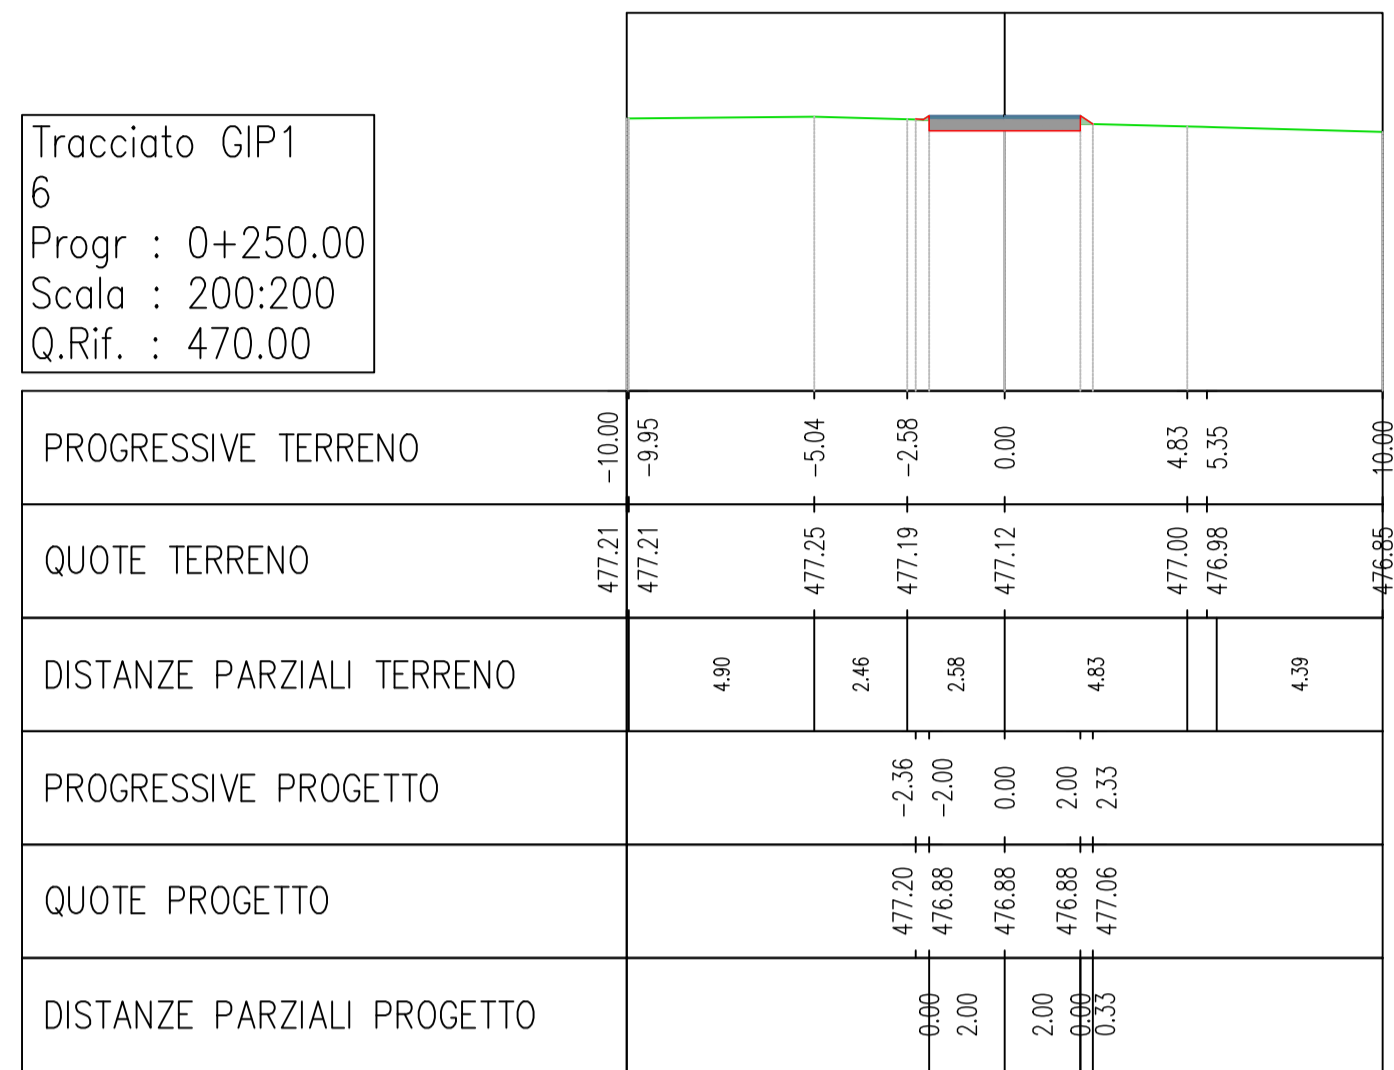 Tracciato GIP1
6
Progr : 0+250.00
Scala : 200:200
Q.Rif. : 470.00
PROGRESSIVE TERRENO -10.00 -9.95 -5.04 -2.58 0.00 4.83 5.35 10.00
QUOTE TERRENO 477.21 477.21 477.25 477.19 477.12 477.00 476.98 476.85
DISTANZE PARZIALI TERRENO 4.90 2.46 2.58 4.83 4.39
PROGRESSIVE PROGETTO -2.36 -2.00 0.00 2.00 2.33
QUOTE PROGETTO 477.20 476.88 476.88 476.88 477.06
DISTANZE PARZIALI PROGETTO 0.00 2.00 2.00 0.00 0.33